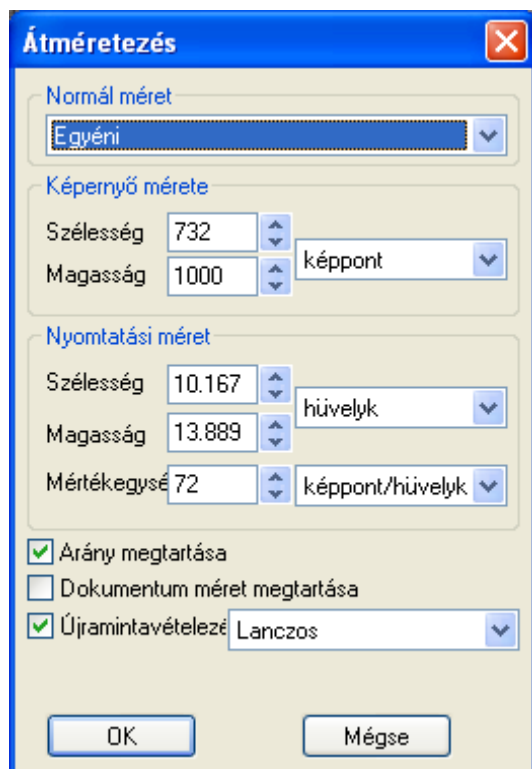 Átméretezés
Normál méret
Egyéni
Képernyő mérete
Szélesség 732
képpont
Magasság 1000
Nyomtatási méret
Szélesség 10.167
hüvelyk
Magasság 13.889
Mértékegysé 72 képpont/hüvelyk
Arány megtartása
Dokumentum méret megtartása
Újramintavételezé Lanczos
OK Mégse